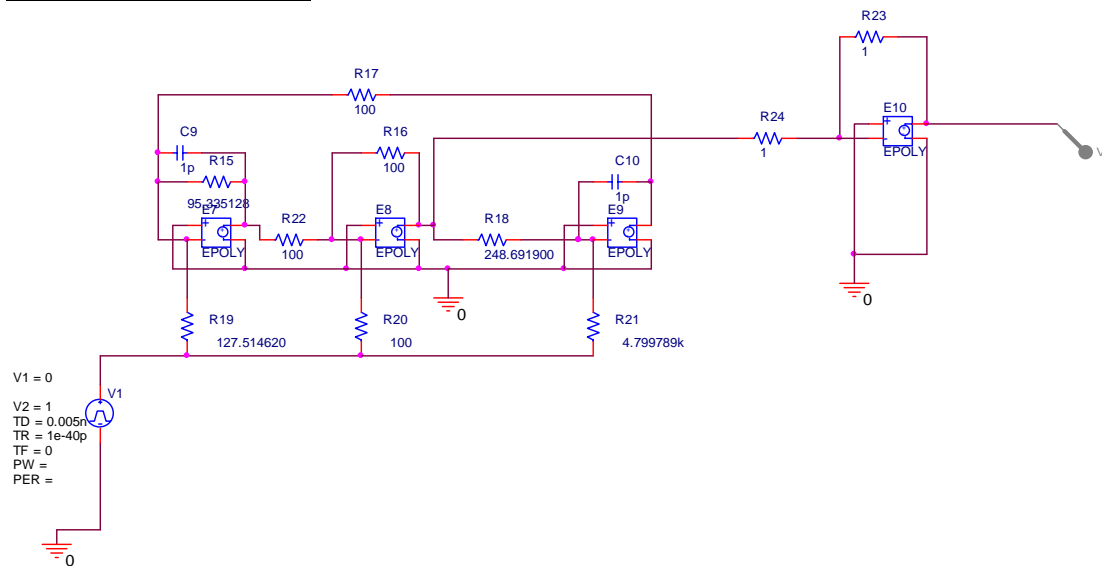 R23
1
R17
100
E10
EPOLY
R24
1
C9
1p
R16
100
R15
95.335128
C10
1p
E7
EPOLY
R22
100
E8
EPOLY
R18
248.691900
E9
EPOLY
0
0
R19
127.514620
R20
100
R21
4.799789k
V1 = 0
V1
V2 = 1
TD = 0.005n
TR = 1e-40p
TF = 0
PW =
PER =
0
V